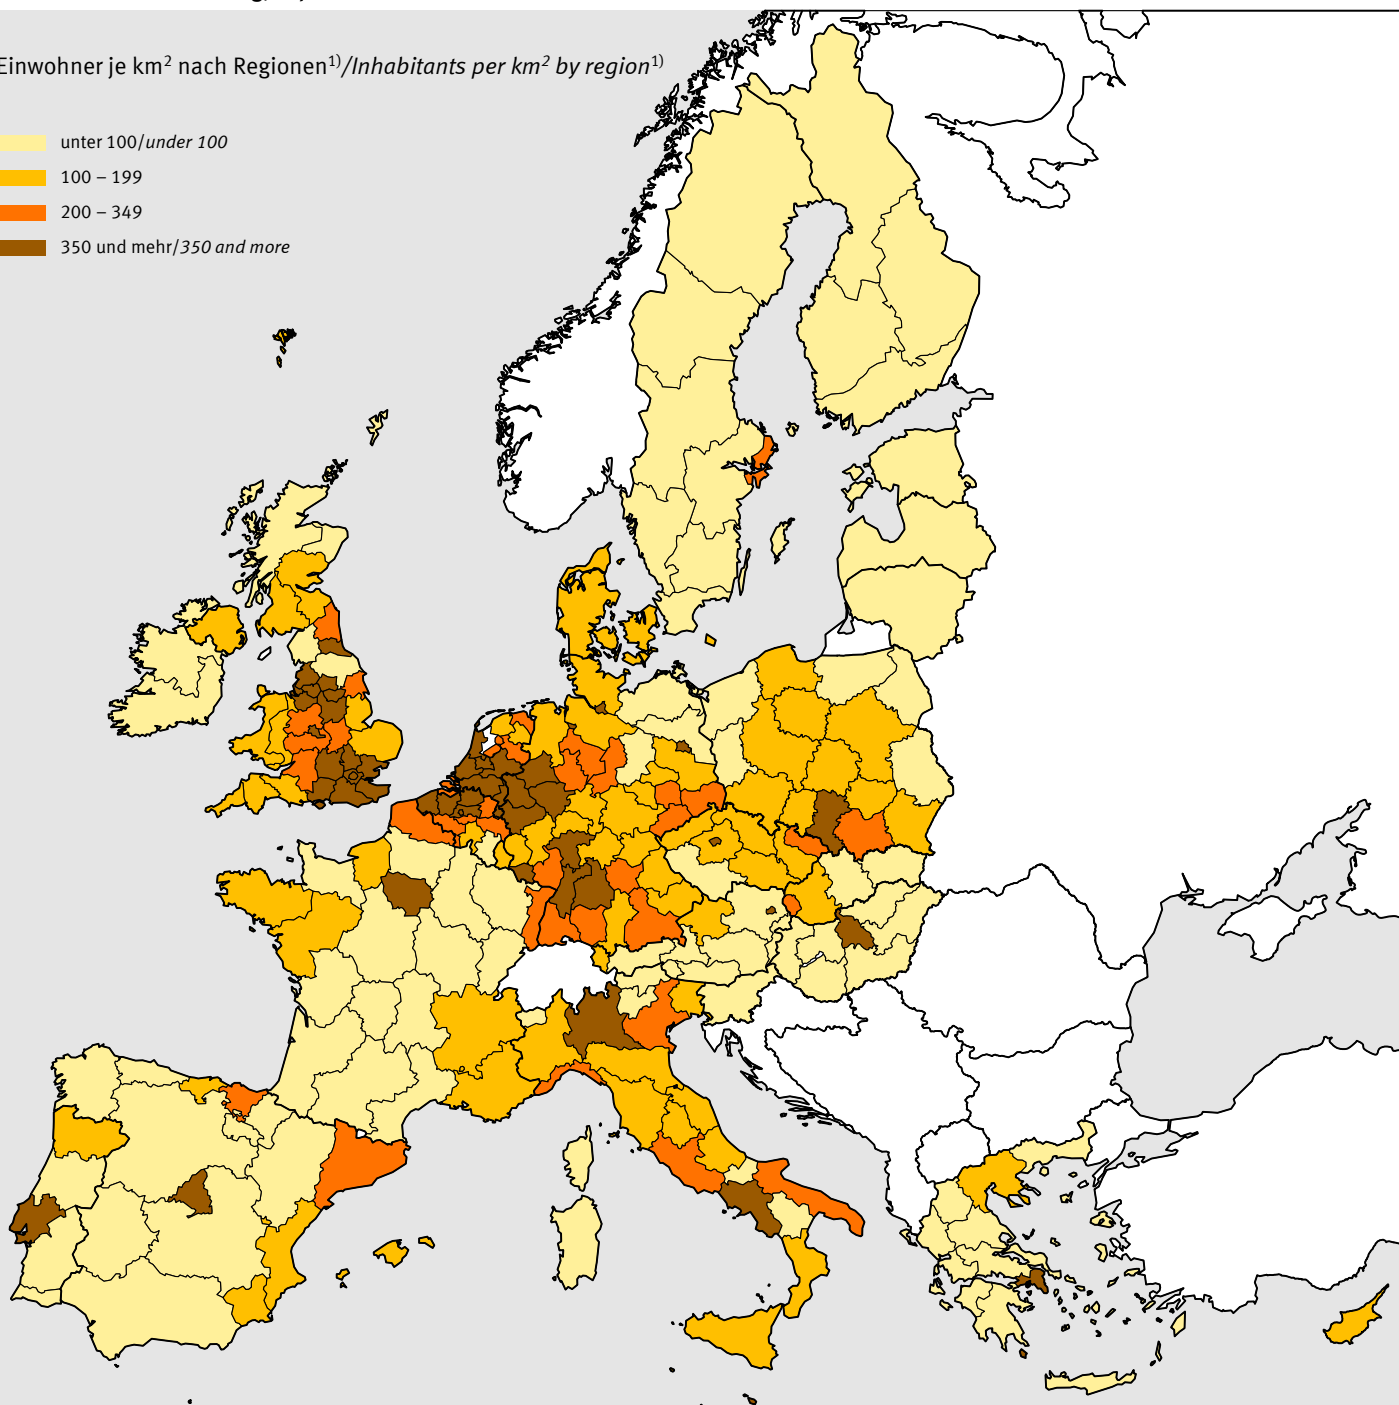 Einwohner je km² nach Regionen¹⁾/Inhabitants per km² by region¹⁾
unter 100/under 100
100 – 199
200 – 349
350 und mehr/350 and more